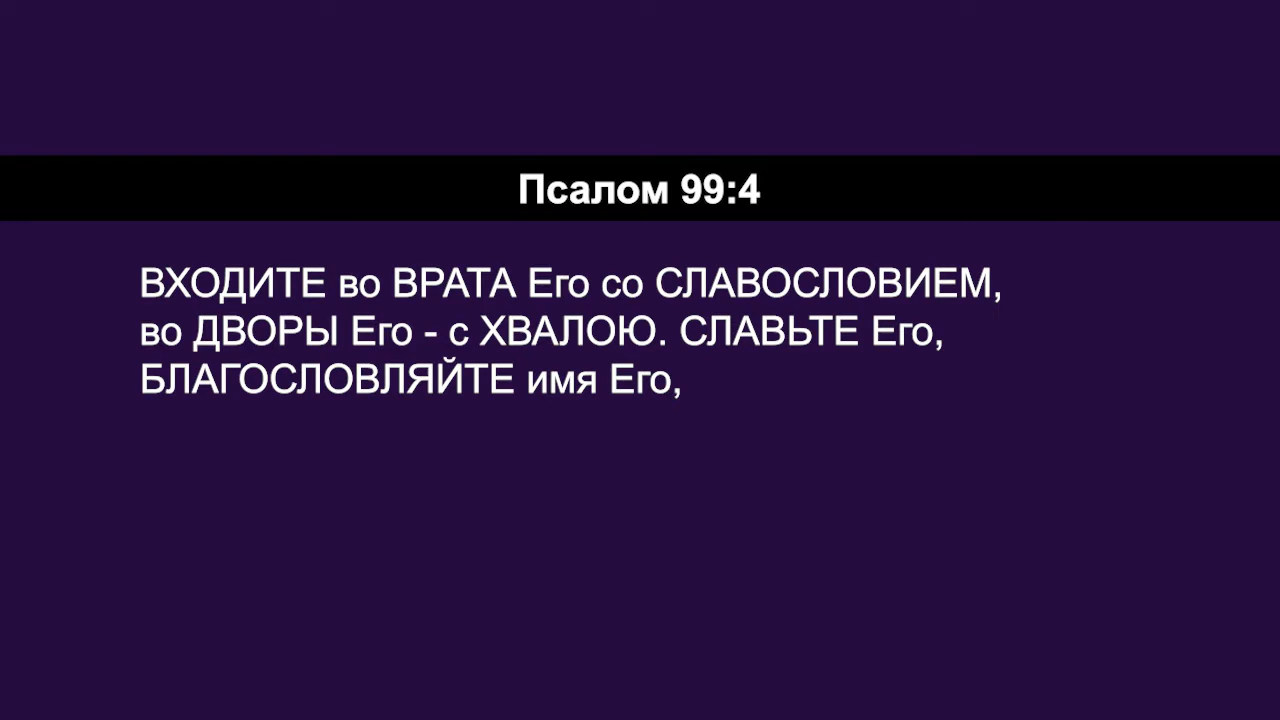 Псалом 99:4
ВХОДИТЕ во ВРАТА Его со СЛАВОСЛОВИЕМ,
во ДВОРЫ Его - с ХВАЛОЮ. СЛАВЬТЕ Его,
БЛАГОСЛОВЛЯЙТЕ имя Его,